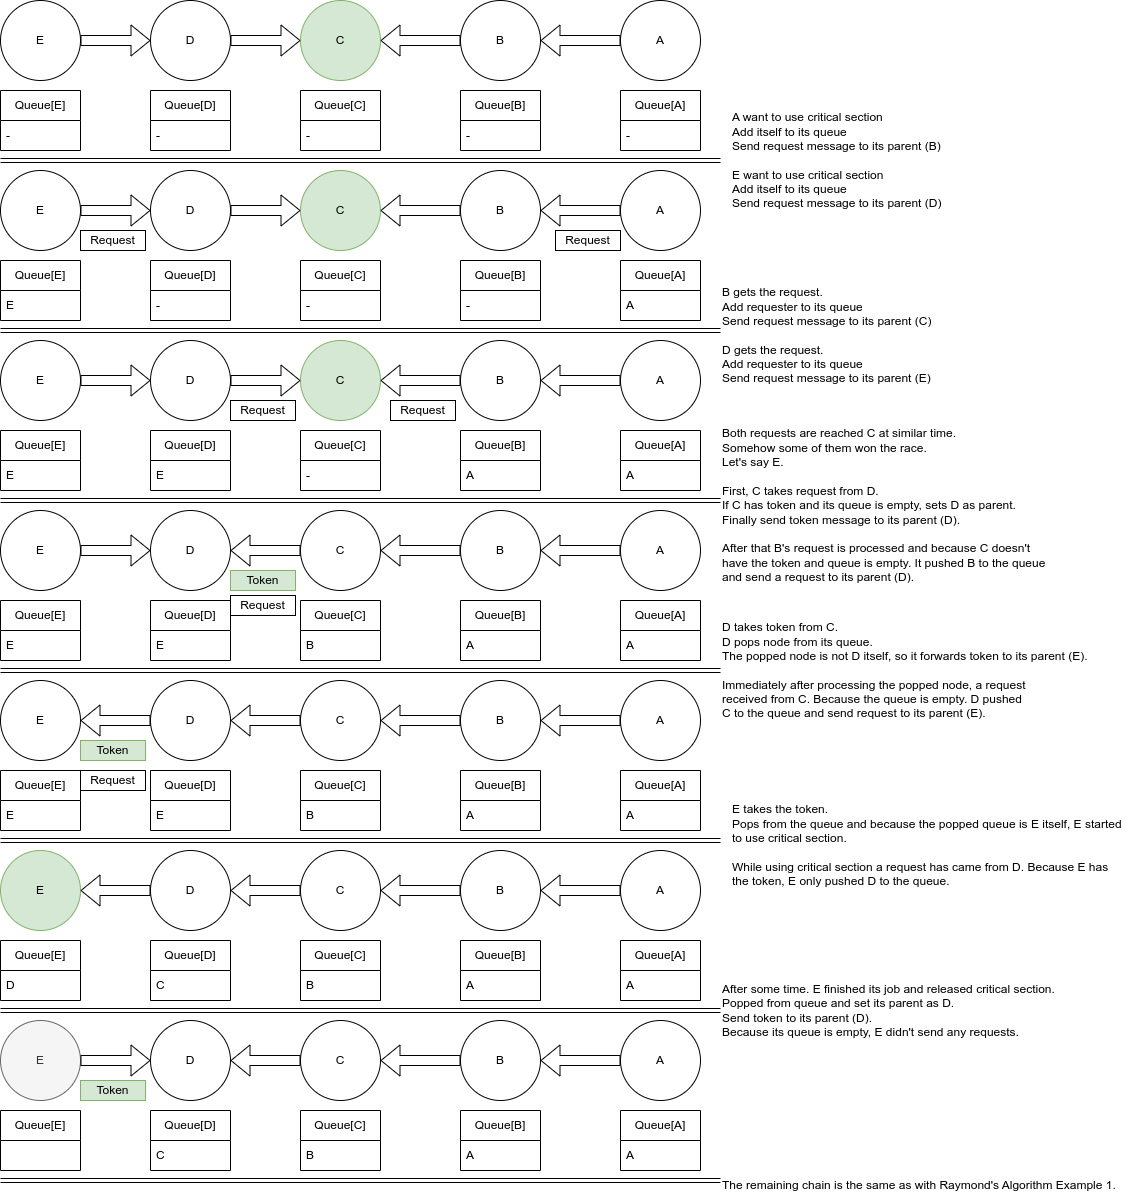 E
D
C
B
A
Queue[E]
Queue[D]
Queue[C]
Queue[B]
Queue[A]
-
-
-
-
-
A want to use critical section
Add itself to its queue
Send request message to its parent (B)
E want to use critical section
Add itself to its queue
Send request message to its parent (D)
E
D
C
B
A
Request
Request
Queue[E]
Queue[D]
Queue[C]
Queue[B]
Queue[A]
E
-
-
-
A
B gets the request.
Add requester to its queue
Send request message to its parent (C)
D gets the request.
Add requester to its queue
Send request message to its parent (E)
E
D
C
B
A
Request
Request
Queue[E]
Queue[D]
Queue[C]
Queue[B]
Queue[A]
E
E
-
A
A
Both requests are reached C at similar time.
Somehow some of them won the race.
Let's say E.
First, C takes request from D.
If C has token and its queue is empty, sets D as parent.
Finally send token message to its parent (D).
After that B's request is processed and because C doesn't
have the token and queue is empty. It pushed B to the queue
and send a request to its parent (D).
E
D
C
B
A
Token
Request
Queue[E]
Queue[D]
Queue[C]
Queue[B]
Queue[A]
E
E
B
A
A
D takes token from C.
D pops node from its queue.
The popped node is not D itself, so it forwards token to its parent (E).
Immediately after processing the popped node, a request
received from C. Because the queue is empty. D pushed
C to the queue and send request to its parent (E).
E
D
C
B
A
Token
Request
Queue[E]
Queue[D]
Queue[C]
Queue[B]
Queue[A]
E
E
B
A
A
E takes the token.
Pops from the queue and because the popped queue is E itself, E started
to use critical section.
While using critical section a request has came from D. Because E has
the token, E only pushed D to the queue.
E
D
C
B
A
Queue[E]
Queue[D]
Queue[C]
Queue[B]
Queue[A]
D
C
B
A
A
After some time. E finished its job and released critical section.
Popped from queue and set its parent as D.
Send token to its parent (D).
Because its queue is empty, E didn't send any requests.
E
D
C
B
A
Token
Queue[E]
Queue[D]
Queue[C]
Queue[B]
Queue[A]
C
B
A
A
The remaining chain is the same as with Raymond's Algorithm Example 1.